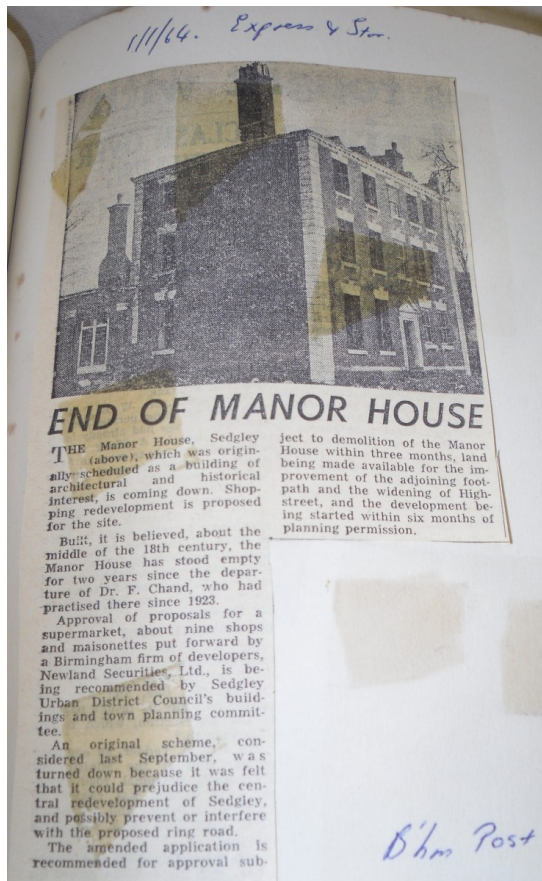 1/1/64. Express & Star.
END OF MANOR HOUSE
THE Manor House, Sedgley
(above), which was origin-
ally scheduled as a building of
architectural and historical
interest, is coming down. Shop-
ping redevelopment is proposed
for the site.
Built, it is believed, about the
middle of the 18th century, the
Manor House has stood empty
for two years since the depar-
ture of Dr. F. Chand, who had
practised there since 1923.
Approval of proposals for a
supermarket, about nine shops
and maisonettes put forward by
a Birmingham firm of developers,
Newland Securities, Ltd., is be-
ing recommended by Sedgley
Urban District Council's build-
ings and town planning commit-
tee.
An original scheme, con-
sidered last September, was
turned down because it was felt
that it could prejudice the cen-
tral redevelopment of Sedgley,
and possibly prevent or interfere
with the proposed ring road.
The amended application is
recommended for approval sub-
ject to demolition of the Manor
House within three months, land
being made available for the im-
provement of the adjoining foot-
path and the widening of High-
street, and the development be-
ing started within six months of
planning permission.
B'hm Post